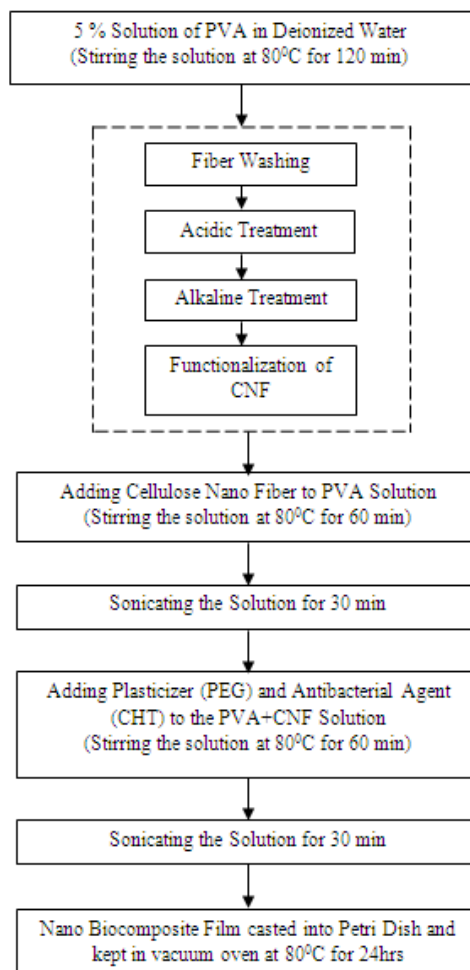 5 % Solution of PVA in Deionized Water
(Stirring the solution at 80⁰C for 120 min)
Fiber Washing
Acidic Treatment
Alkaline Treatment
Functionalization of
CNF
Adding Cellulose Nano Fiber to PVA Solution
(Stirring the solution at 80⁰C for 60 min)
Sonicating the Solution for 30 min
Adding Plasticizer (PEG) and Antibacterial Agent
(CHT) to the PVA+CNF Solution
(Stirring the solution at 80⁰C for 60 min)
Sonicating the Solution for 30 min
Nano Biocomposite Film casted into Petri Dish and
kept in vacuum oven at 80⁰C for 24hrs